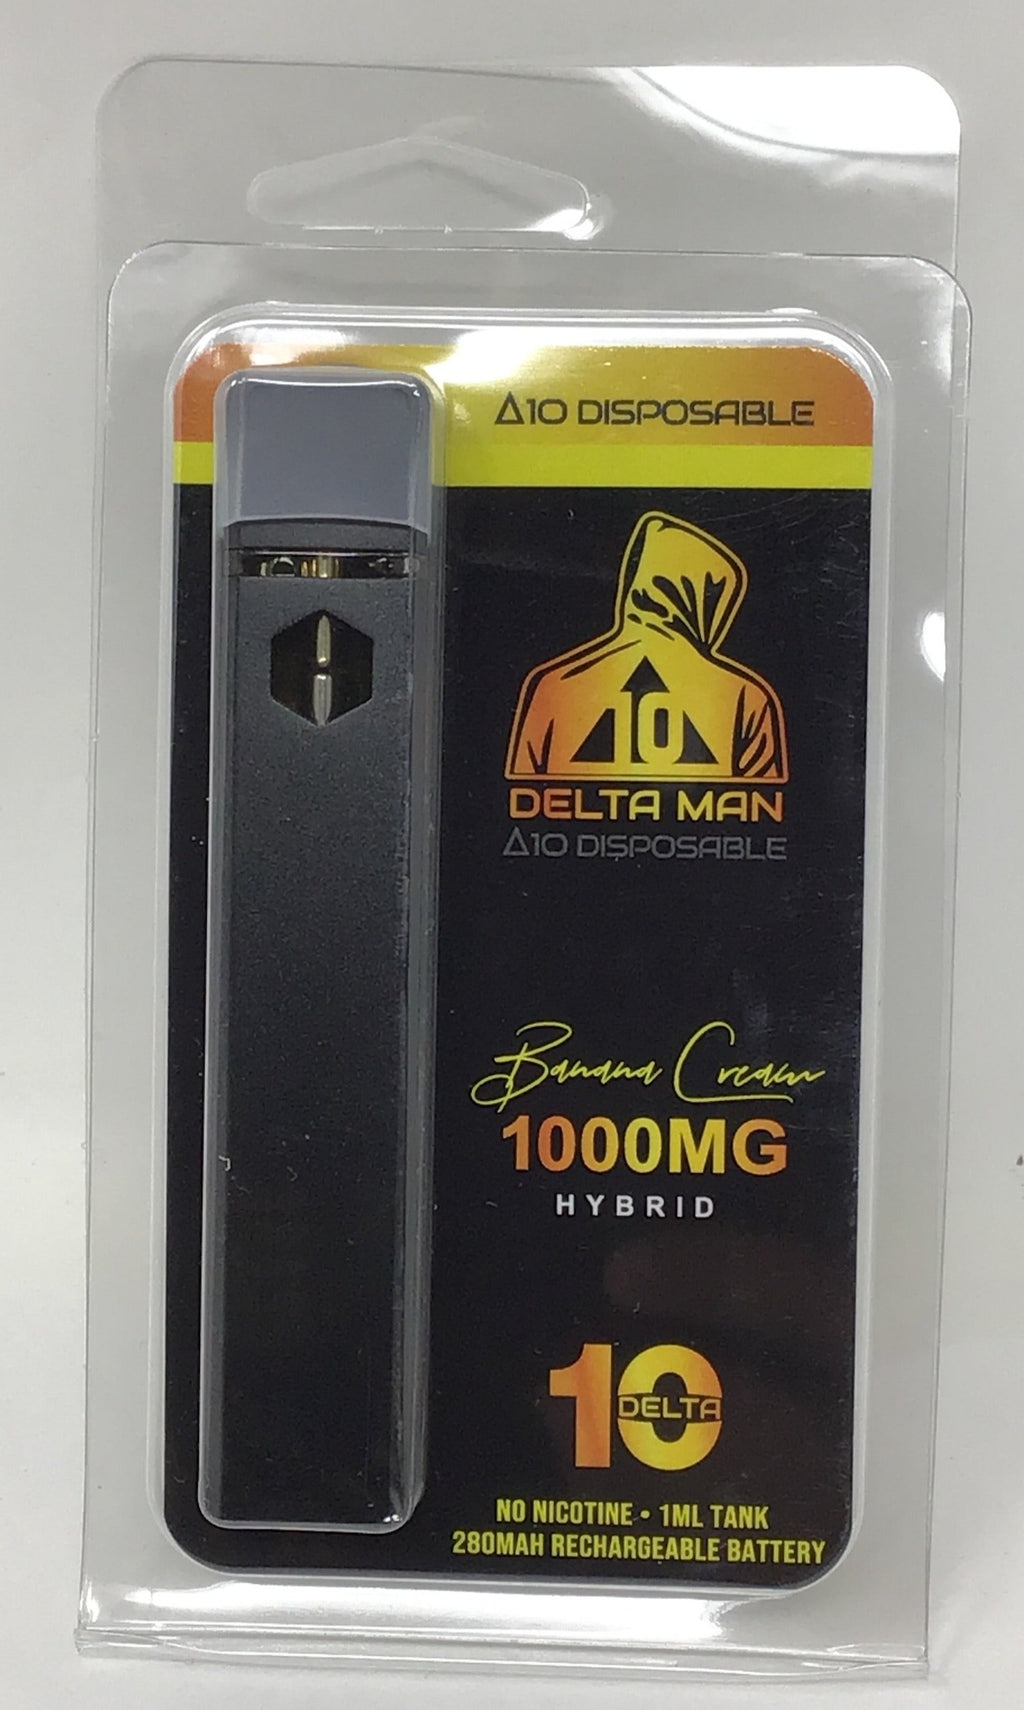 Δ10 DISPOSABLE
10
DELTA MAN
Δ10 DISPOSABLE
Banana Cream
1000MG
HYBRID
10
DELTA
NO NICOTINE • 1ML TANK
280MAH RECHARGEABLE BATTERY